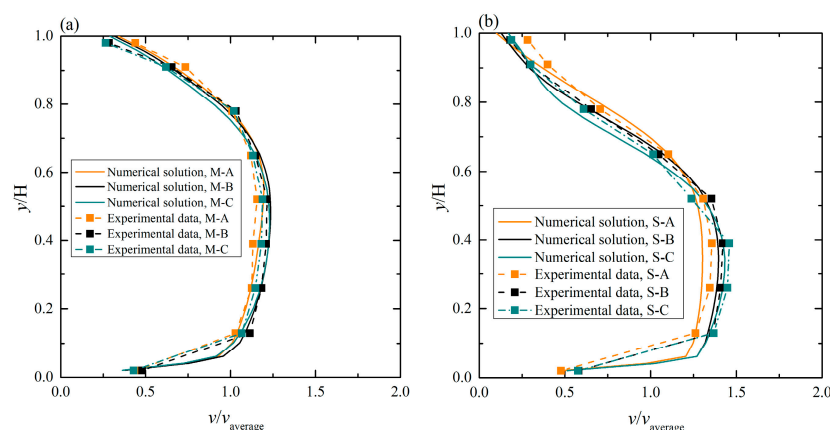 (a)
1.0
0.8
0.6
0.4
0.2
0.0
y/H
Numerical solution, M-A
Numerical solution, M-B
Numerical solution, M-C
Experimental data, M-A
Experimental data, M-B
Experimental data, M-C
0.0 0.5 1.0 1.5 2.0
v/v average
(b)
1.0
0.8
0.6
0.4
0.2
0.0
y/H
Numerical solution, S-A
Numerical solution, S-B
Numerical solution, S-C
Experimental data, S-A
Experimental data, S-B
Experimental data, S-C
0.0 0.5 1.0 1.5 2.0
v/v average